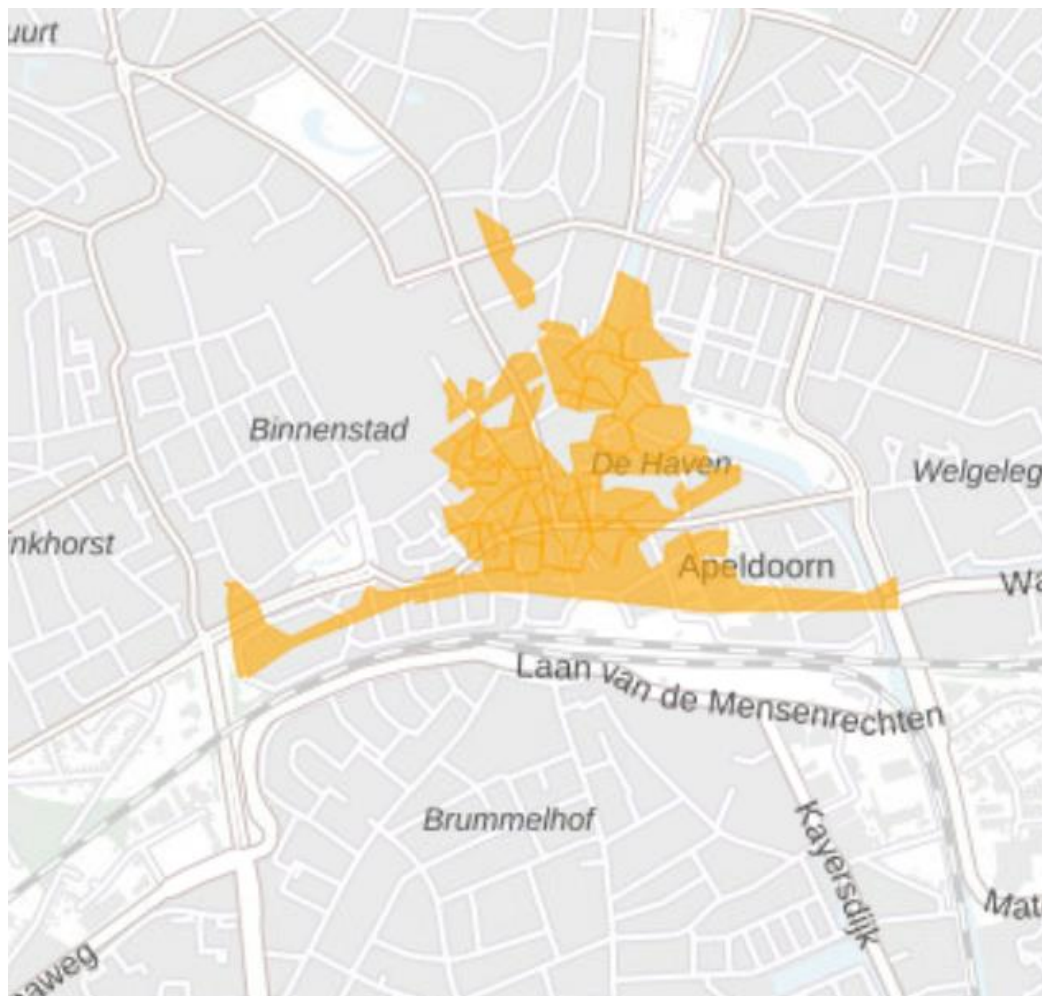 uurt
Binnenstad
De Haven
Welgeleg
nkhorst
Apeldoorn
Wa
Laan van de Mensenrechten
Brummelhof
Kayersdijk
Mat
aweg